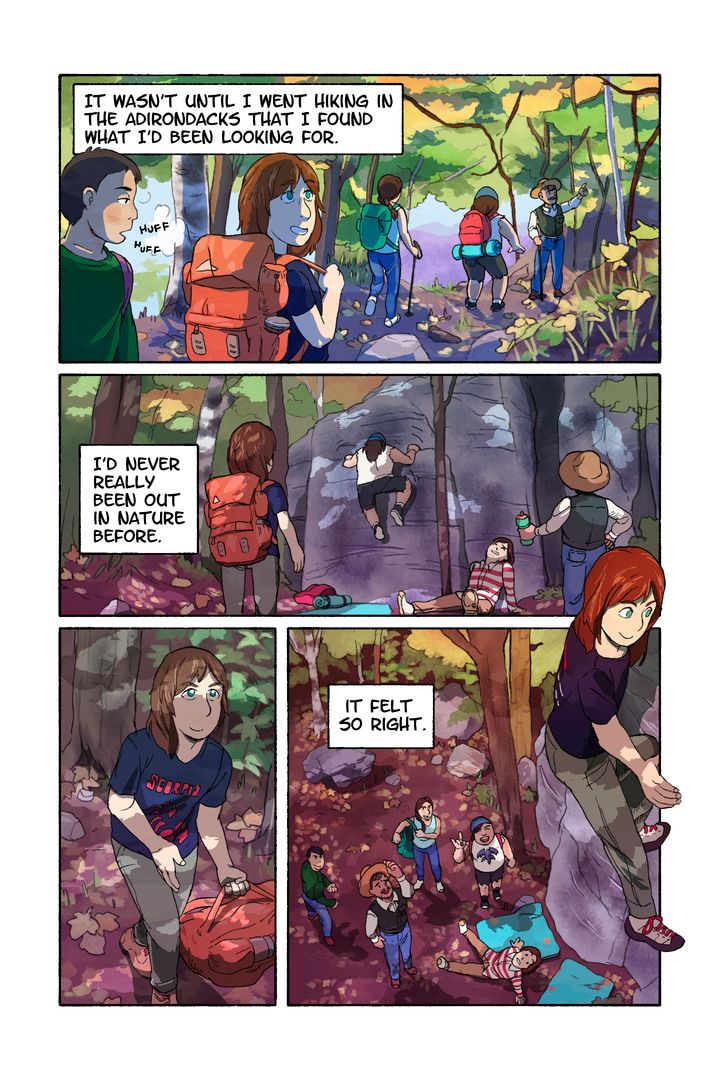 IT WASN'T UNTIL I WENT HIKING IN
THE ADIRONDACKS THAT I FOUND
WHAT I'D BEEN LOOKING FOR.
HUFF
HUFF
I'D NEVER
REALLY
BEEN OUT
IN NATURE
BEFORE.
IT FELT
SO RIGHT.